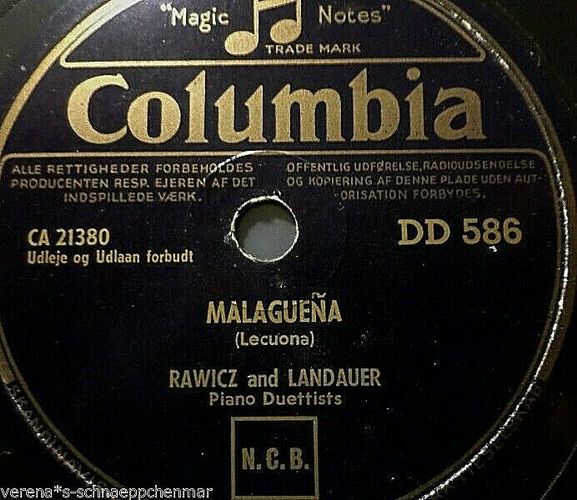 "Magic Notes"
TRADE MARK
Columbia
ALLE RETTIGHEDER FORBEHOLDES
PRODUCENTEN RESP. EJEREN AF DET
INDSPILLEDE VÆRK.
OFFENTLIG UDFØRELSE, RADIOUDSENDELSE
OG KOPIERING AF DENNE PLADE UDEN AUT-
ORISATION FORBYDES.
CA 21380
Udleje og Udlaan forbudt
DD 586
MALAGUEÑA
(Lecuona)
RAWICZ and LANDAUER
Piano Duettists
N.C.B.
verena*s-schnaeppchenmar